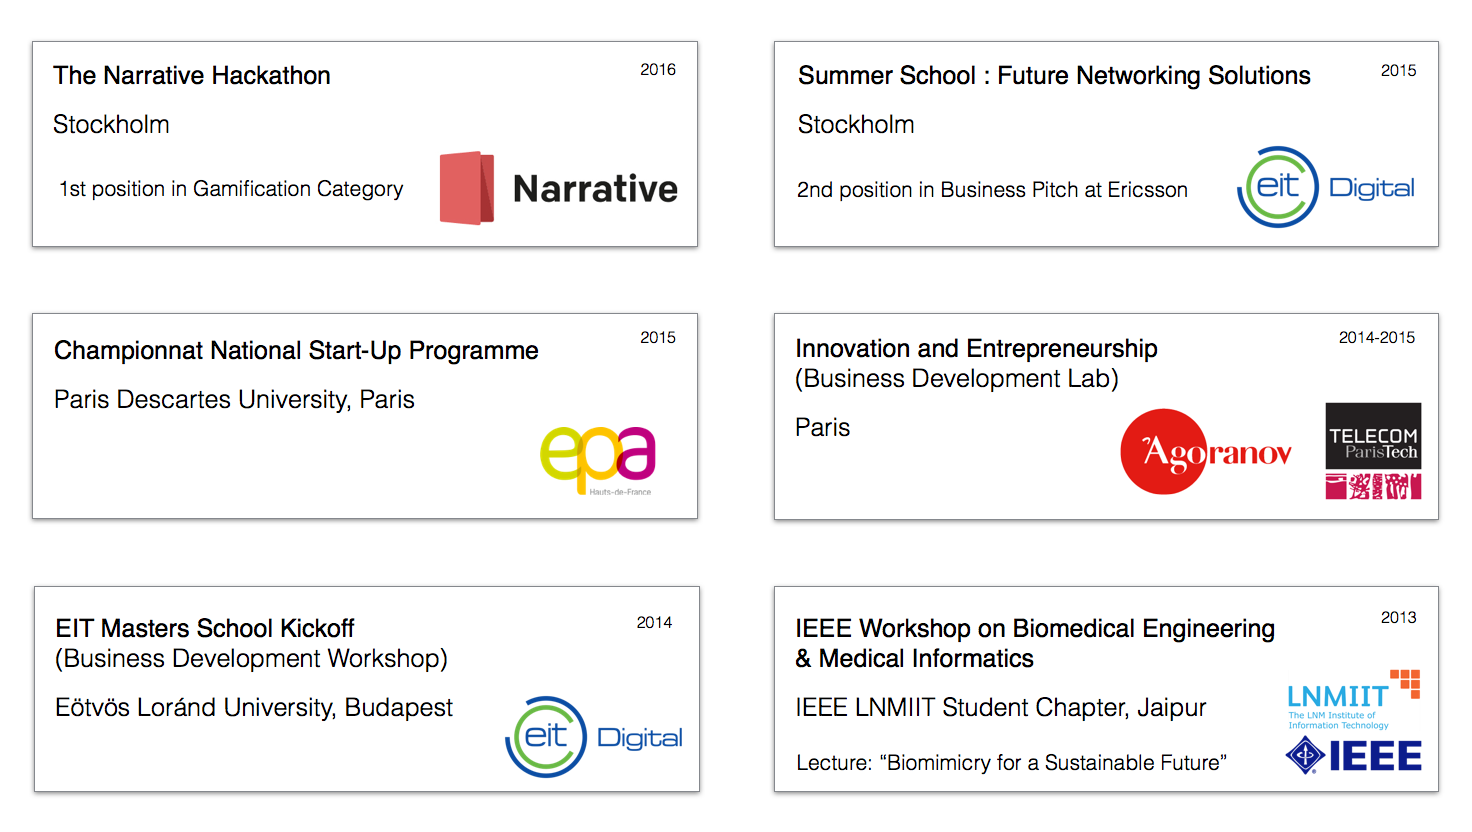 The Narrative Hackathon
2016
Stockholm
1st position in Gamification Category
Narrative
Summer School : Future Networking Solutions
2015
Stockholm
2nd position in Business Pitch at Ericsson
eit Digital
Championnat National Start-Up Programme
2015
Paris Descartes University, Paris
epa
Hauts-de-France
Innovation and Entrepreneurship
2014-2015
(Business Development Lab)
Paris
Agoranov
TELECOM
ParisTech
EIT Masters School Kickoff
2014
(Business Development Workshop)
Eötvös Loránd University, Budapest
eit Digital
IEEE Workshop on Biomedical Engineering
2013
& Medical Informatics
IEEE LNMIIT Student Chapter, Jaipur
LNMIIT
The LNM Institute of
Information Technology
Lecture: “Biomimicry for a Sustainable Future”
IEEE